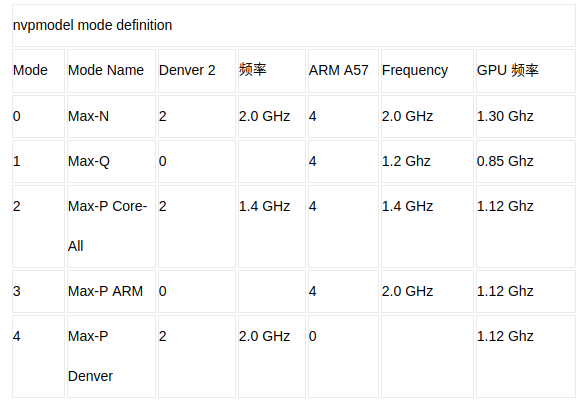 nvpmodel mode definition
Mode Mode Name Denver 2 频率 ARM A57 Frequency GPU 频率
0 Max-N 2 2.0 GHz 4 2.0 GHz 1.30 Ghz
1 Max-Q 0 4 1.2 Ghz 0.85 Ghz
2 Max-P Core- 2 1.4 GHz 4 1.4 GHz 1.12 Ghz
All
3 Max-P ARM 0 4 2.0 GHz 1.12 Ghz
4 Max-P 2 2.0 GHz 0 1.12 Ghz
Denver